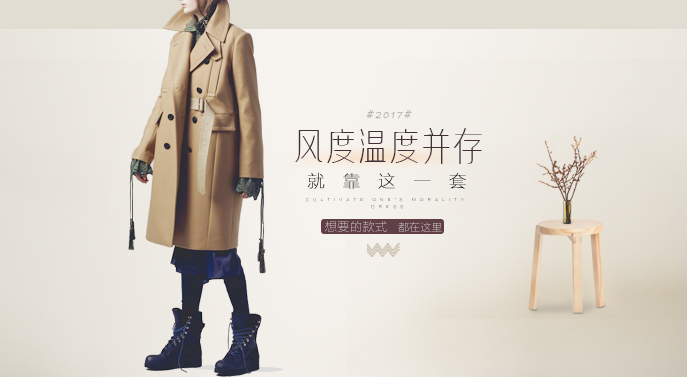 #2017#
风度温度并存
就靠这一套
CULTIVATE ONE'S MORALITY
DRESS
想要的款式 都在这里